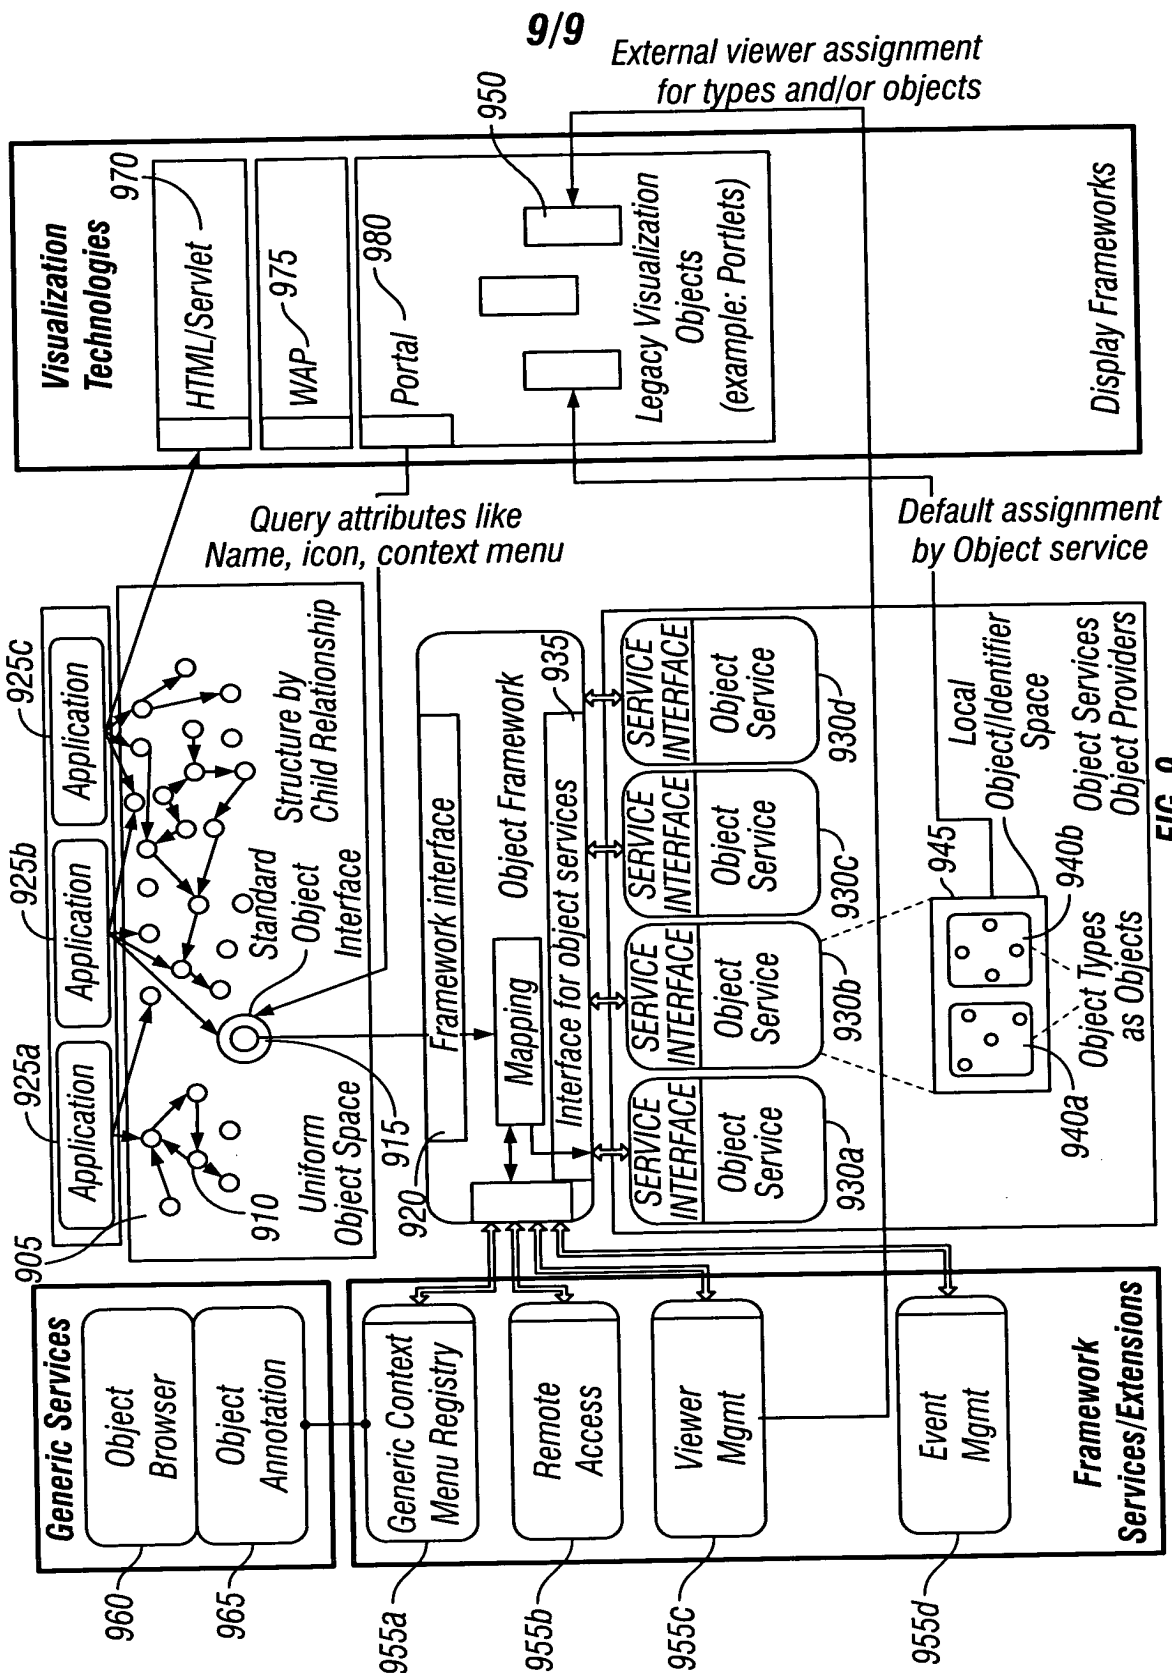 9/9
Generic Services
Object
Browser
Object
Annotation
960
965
Generic Context
Menu Registry
Remote
Access
Viewer
Mgmt
Event
Mgmt
Framework
Services/Extensions
955a
955b
955c
955d
925a
925b
925c
Application
Application
Application
905
910
Uniform
Object Space
915
Standard
Object
Interface
Structure by
Child Relationship
920
Framework interface
Mapping
Object Framework
Interface for object services
935
SERVICE
INTERFACE
Object
Service
SERVICE
INTERFACE
Object
Service
SERVICE
INTERFACE
Object
Service
SERVICE
INTERFACE
Object
Service
930a
930b
930c
930d
945
Local
Object/Identifier
Space
940a
940b
Object Types
as Objects
Object Services
Object Providers
Query attributes like
Name, icon, context menu
Default assignment
by Object service
Visualization
Technologies
HTML/Servlet
970
WAP
975
Portal
980
950
Legacy Visualization
Objects
(example: Portlets)
Display Frameworks
External viewer assignment
for types and/or objects
FIG. 9